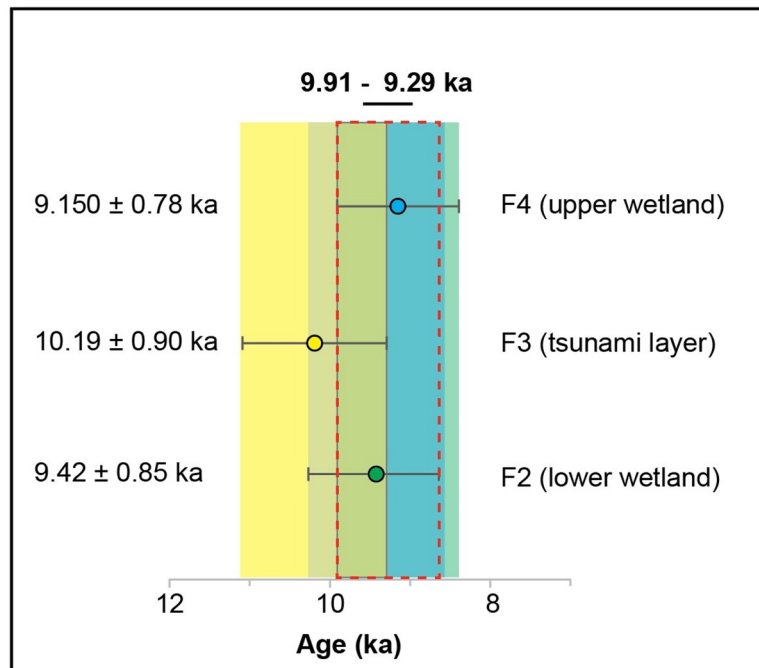 9.91 - 9.29 ka
9.150 ± 0.78 ka
F4 (upper wetland)
10.19 ± 0.90 ka
F3 (tsunami layer)
9.42 ± 0.85 ka
F2 (lower wetland)
12 10 8
Age (ka)